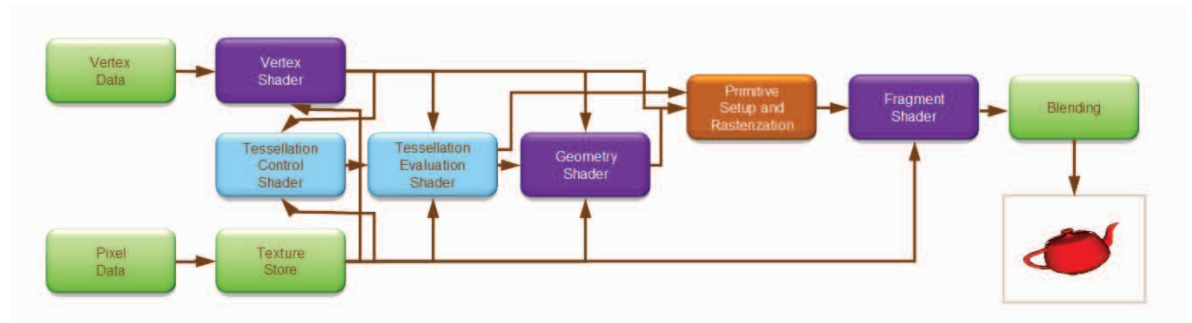 Vertex
Data
Vertex
Shader
Tessellation
Control
Shader
Tessellation
Evaluation
Shader
Geometry
Shader
Primitive
Setup and
Rasterization
Fragment
Shader
Blending
Pixel
Data
Texture
Store